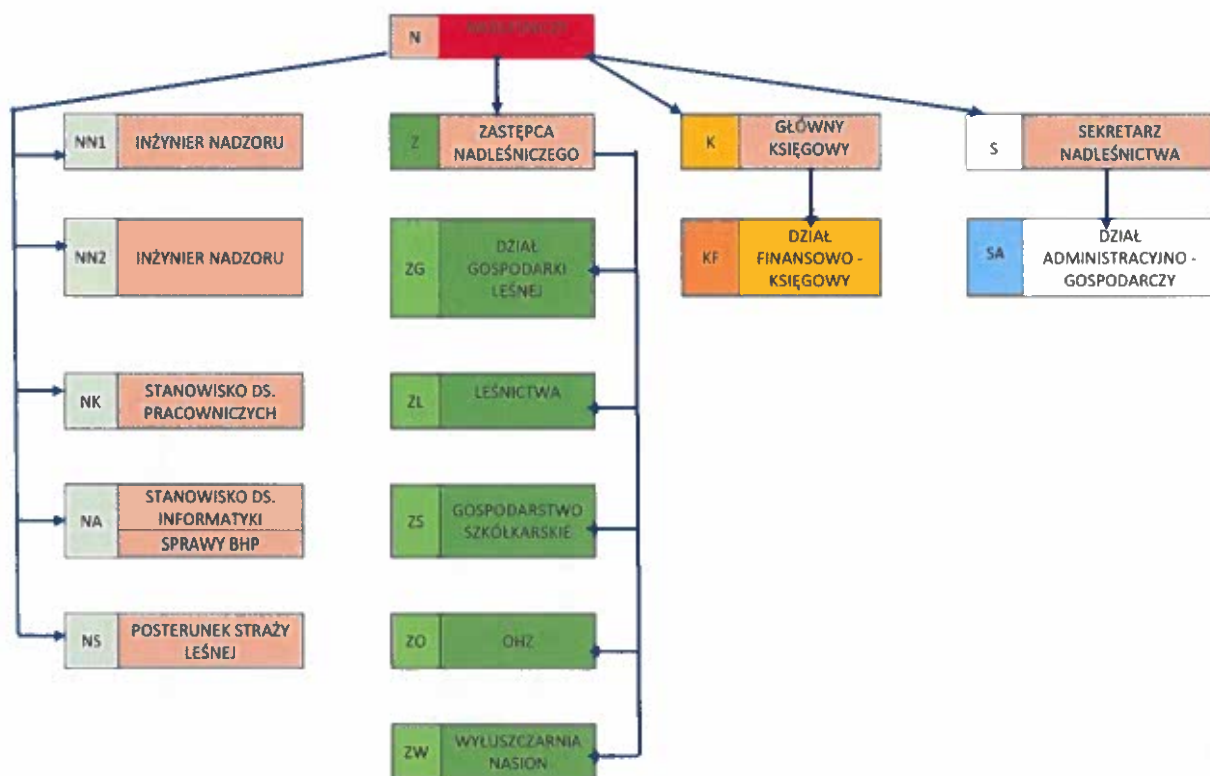 N
NADLEŚNICZY
NN1
INŻYNIER NADZORU
Z
ZASTĘPCA
NADLEŚNICZEGO
K
GŁÓWNY
KSIĘGOWY
S
SEKRETARZ
NADLEŚNICTWA
NN2
INŻYNIER NADZORU
ZG
DZIAŁ
GOSPODARKI
LEŚNEJ
KF
DZIAŁ
FINANSOWO -
KSIĘGOWY
SA
DZIAŁ
ADMINISTRACYJNO -
GOSPODARCZY
NK
STANOWISKO DS.
PRACOWNICZYCH
ZL
LEŚNICTWA
NA
STANOWISKO DS.
INFORMATYKI
SPRAWY BHP
ZS
GOSPODARSTWO
SZKÓŁKARSKIE
NS
POSTERUNEK STRAŻY
LEŚNEJ
ZO
OHZ
ZW
WYŁUSZCZARNIA
NASION